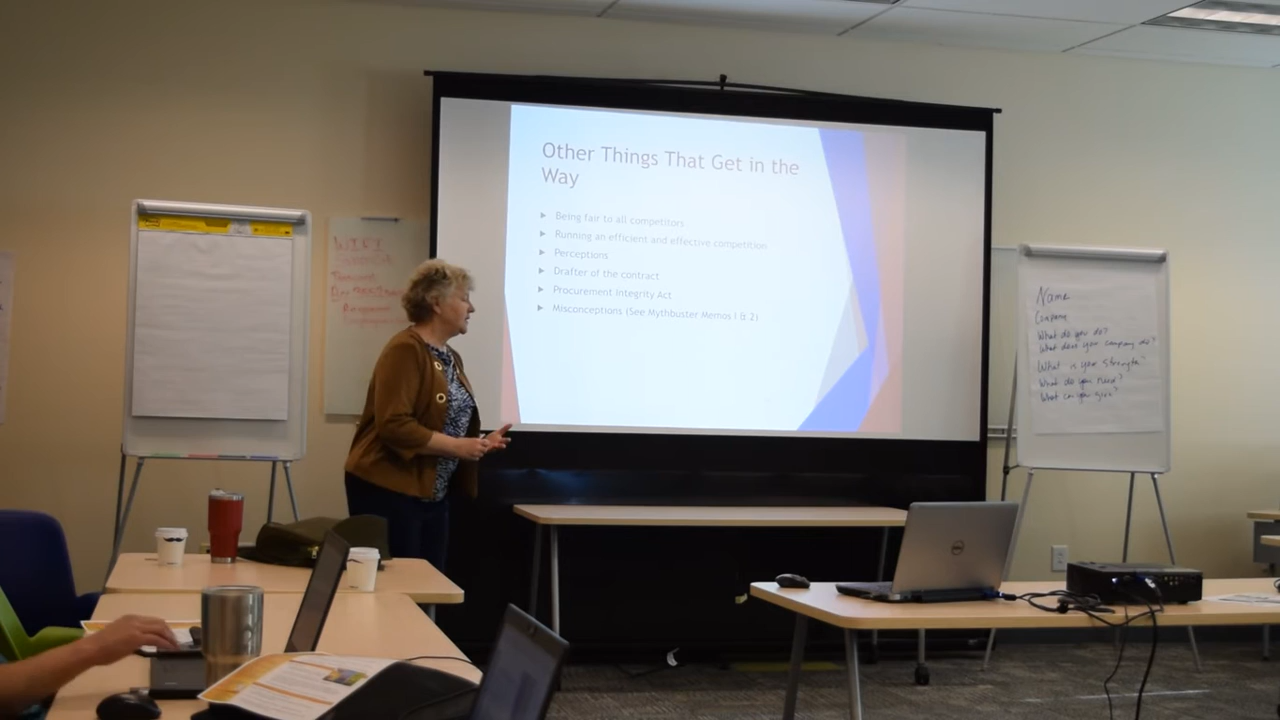 Other Things That Get in the
Way
Being fair to all competitors
Running an efficient and effective competition
Perceptions
Drafter of the contract
Procurement Integrity Act
Misconceptions (See Mythbuster Memos I & 2)
Name
Company
What do you do?
What does your company do?
What is your strength?
What do you need?
What can you give?
DELL